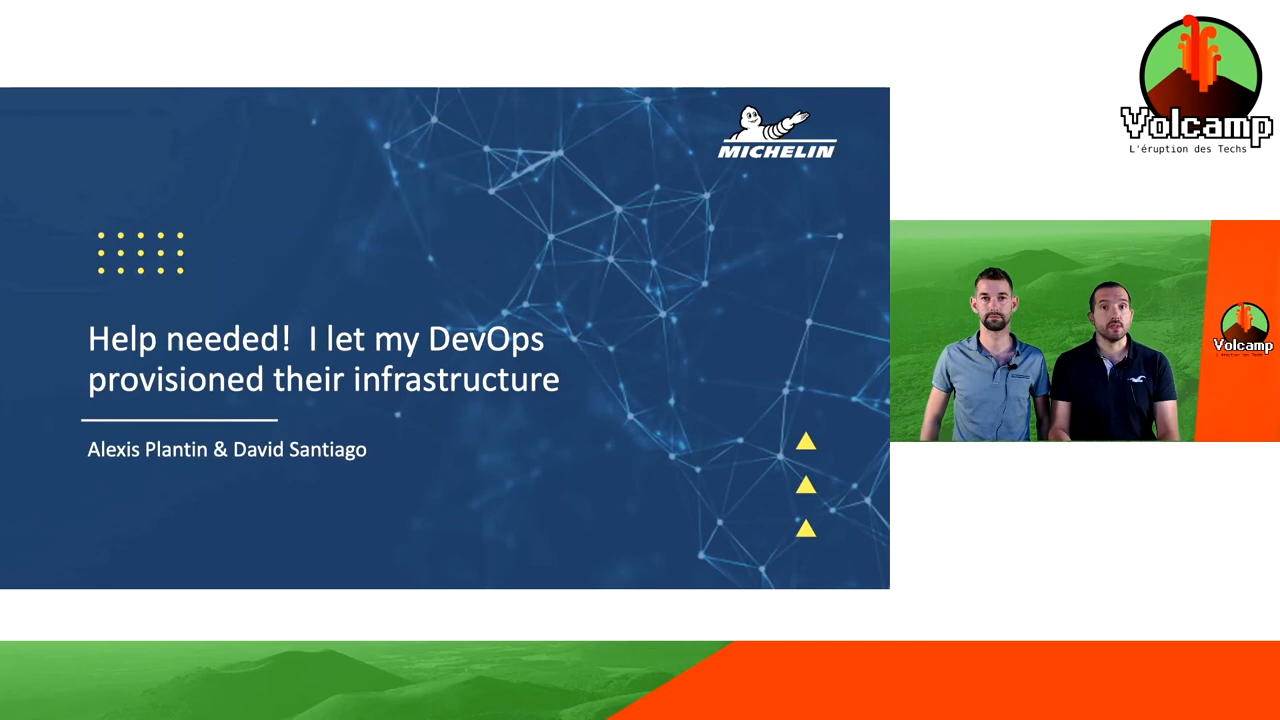 MICHELIN
Help needed!  I let my DevOps
provisioned their infrastructure
Alexis Plantin & David Santiago
Volcamp
L'éruption des Techs
Volcamp